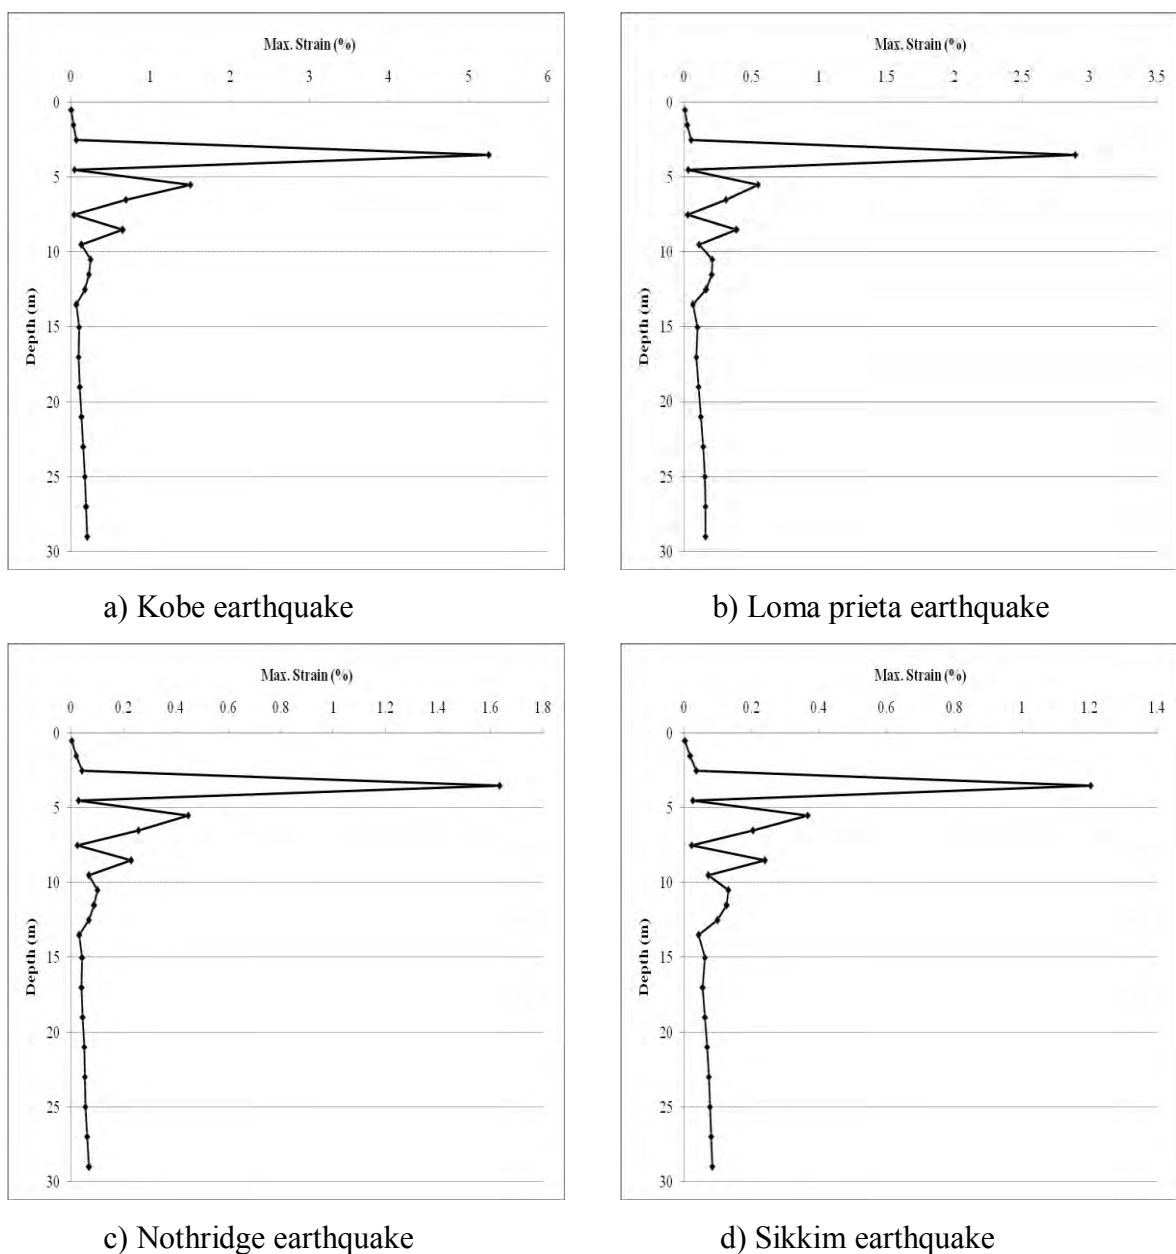 Max. Strain (%)
0 1 2 3 4 5 6
0
5
10
15
20
25
30
Depth (m)
a) Kobe earthquake
Max. Strain (%)
0 0.5 1 1.5 2 2.5 3 3.5
0
5
10
15
20
25
30
Depth (m)
b) Loma prieta earthquake
Max. Strain (%)
0 0.2 0.4 0.6 0.8 1 1.2 1.4 1.6 1.8
0
5
10
15
20
25
30
Depth (m)
c) Nothridge earthquake
Max. Strain (%)
0 0.2 0.4 0.6 0.8 1 1.2 1.4
0
5
10
15
20
25
30
Depth (m)
d) Sikkim earthquake